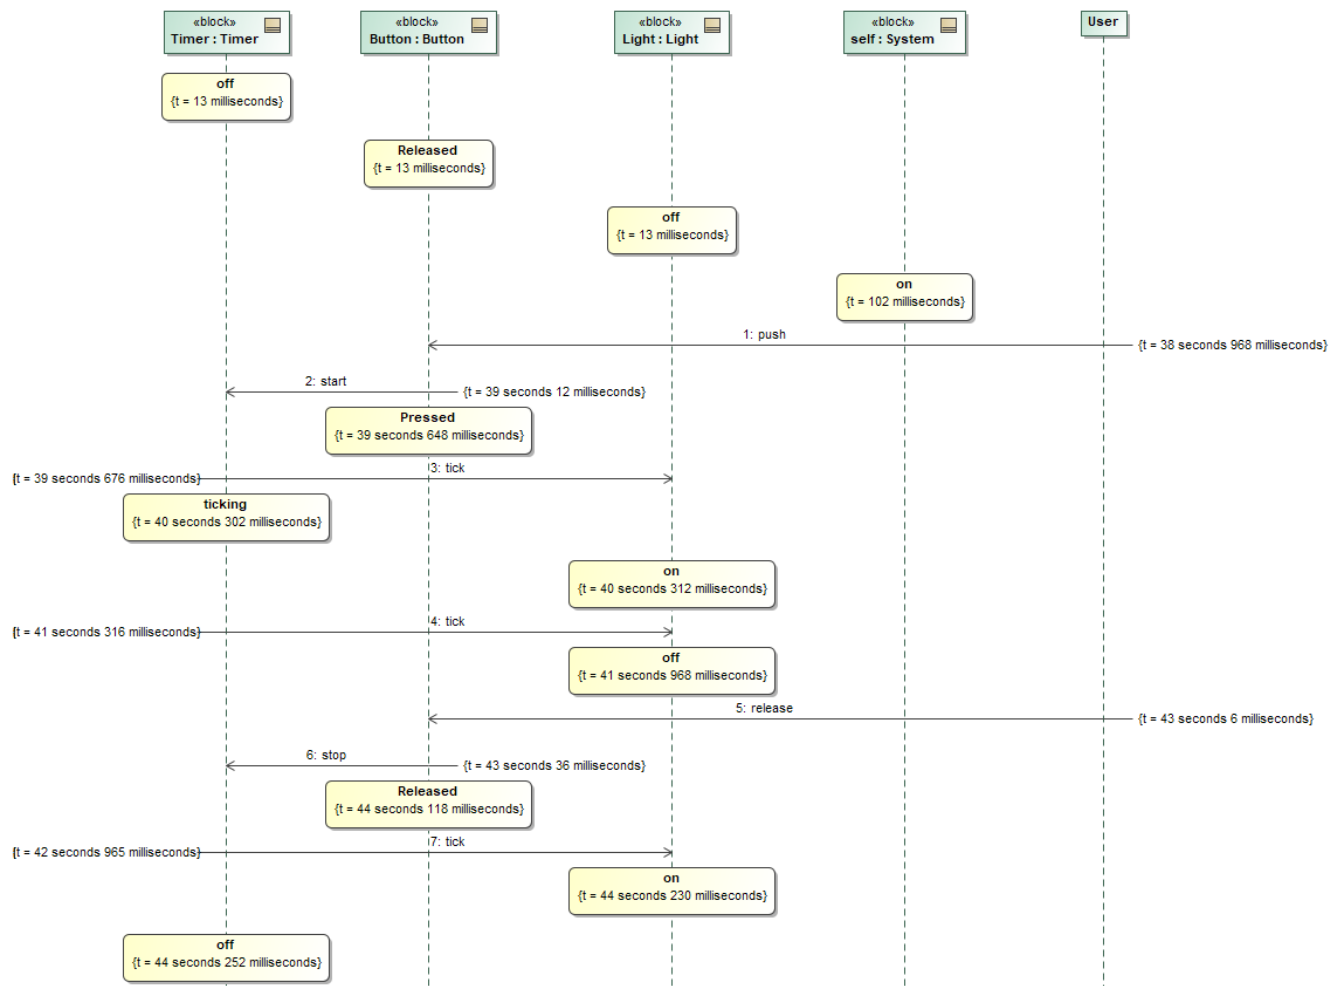 «block»
Timer : Timer
«block»
Button : Button
«block»
Light : Light
«block»
self : System
User
off
{t = 13 milliseconds}
Released
{t = 13 milliseconds}
off
{t = 13 milliseconds}
on
{t = 102 milliseconds}
1: push
{t = 38 seconds 968 milliseconds}
2: start
{t = 39 seconds 12 milliseconds}
Pressed
{t = 39 seconds 648 milliseconds}
3: tick
{t = 39 seconds 676 milliseconds}
ticking
{t = 40 seconds 302 milliseconds}
on
{t = 40 seconds 312 milliseconds}
4: tick
{t = 41 seconds 316 milliseconds}
off
{t = 41 seconds 968 milliseconds}
5: release
{t = 43 seconds 6 milliseconds}
6: stop
{t = 43 seconds 36 milliseconds}
Released
{t = 44 seconds 118 milliseconds}
7: tick
{t = 42 seconds 965 milliseconds}
on
{t = 44 seconds 230 milliseconds}
off
{t = 44 seconds 252 milliseconds}